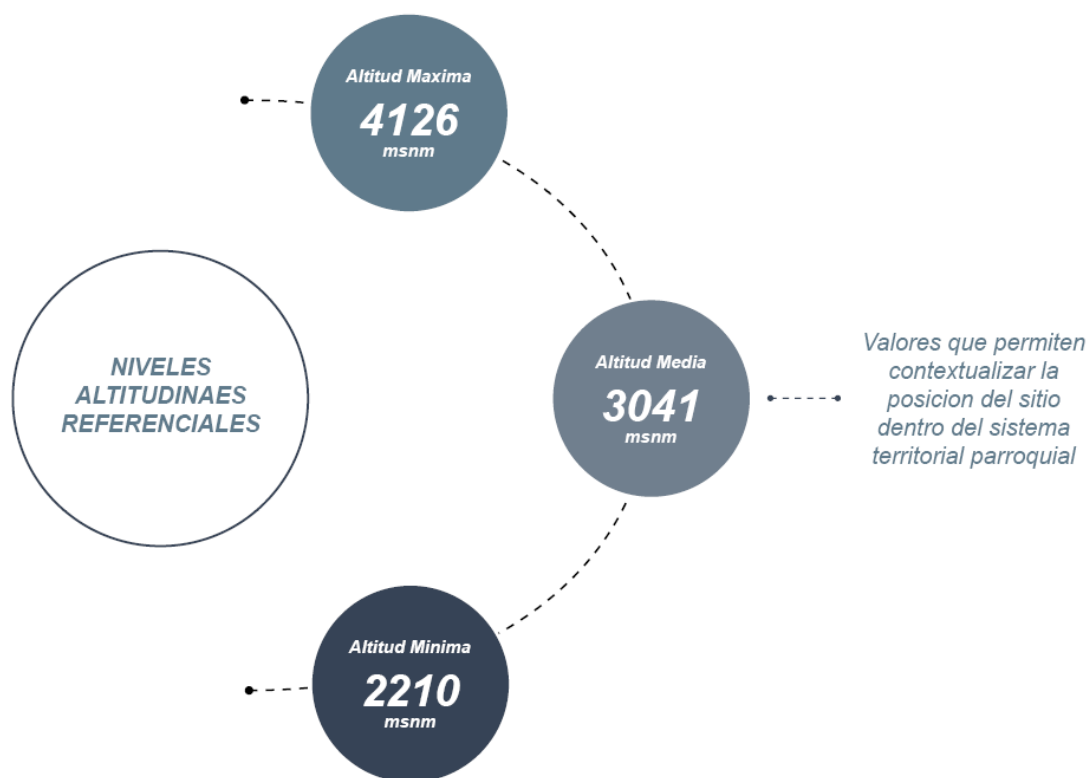 Altitud Maxima
4126
msnm
NIVELES
ALTITUDINAES
REFERENCIALES
Altitud Media
3041
msnm
Valores que permiten
contextualizar la
posicion del sitio
dentro del sistema
territorial parroquial
Altitud Minima
2210
msnm